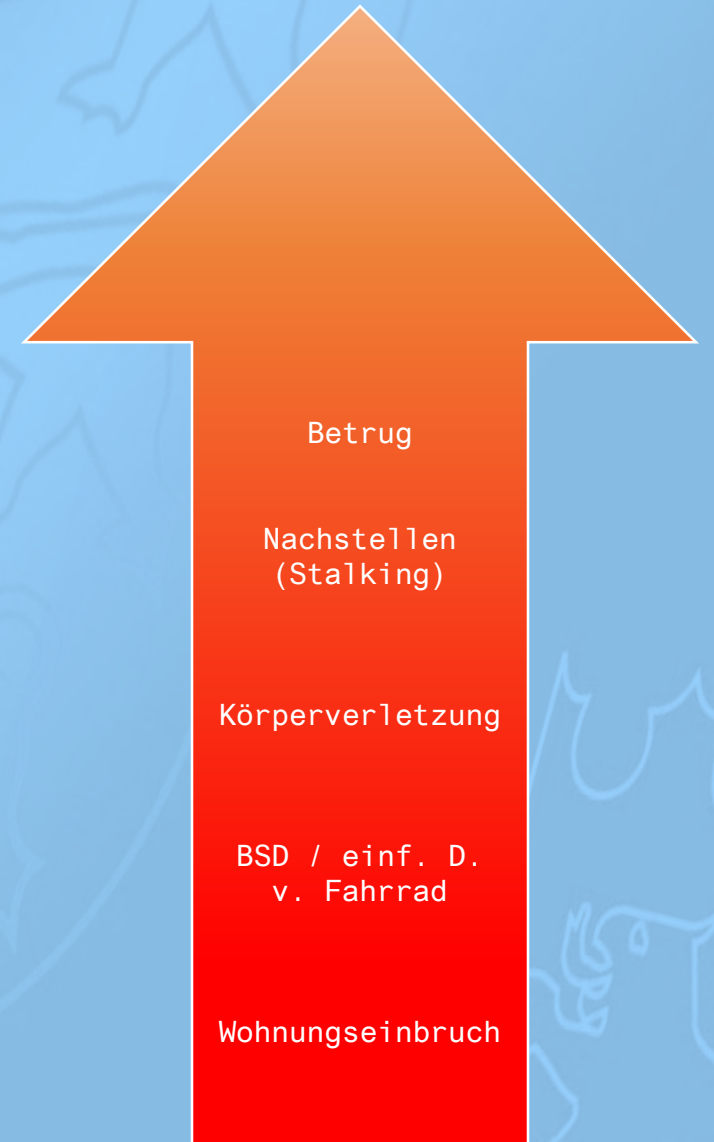 Betrug
Nachstellen
(Stalking)
Körperverletzung
BSD / einf. D.
v. Fahrrad
Wohnungseinbruch